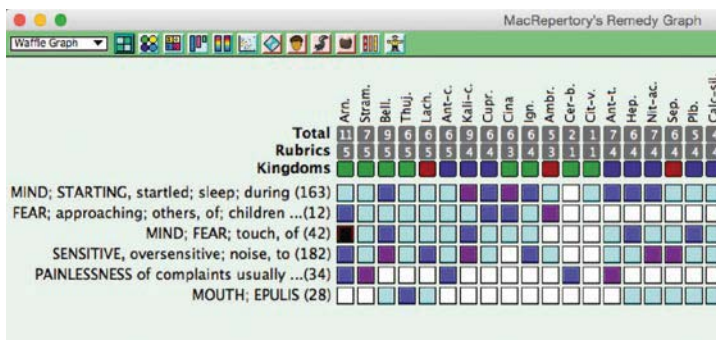 MacRepertory's Remedy Graph
Waffle Graph
Arn. Stram. Bell. Thuj. Lach. Ant-c. Kali-c. Cupr. Cina Ign. Ambr. Cer-b. Cit-v. Ant-t. Hep. Nit-ac. Sep. Plb. Calc-sil.
Total 11 7 9 6 6 6 9 6 6 6 5 2 1 7 6 7 6 5
Rubrics 5 5 5 5 5 5 4 4 3 4 3 1 1 4 4 4 4 4
Kingdoms
MIND; STARTING, startled; sleep; during (163)
FEAR; approaching; others, of; children ...(12)
MIND; FEAR; touch, of (42)
SENSITIVE, oversensitive; noise, to (182)
PAINLESSNESS of complaints usually ...(34)
MOUTH; EPULIS (28)